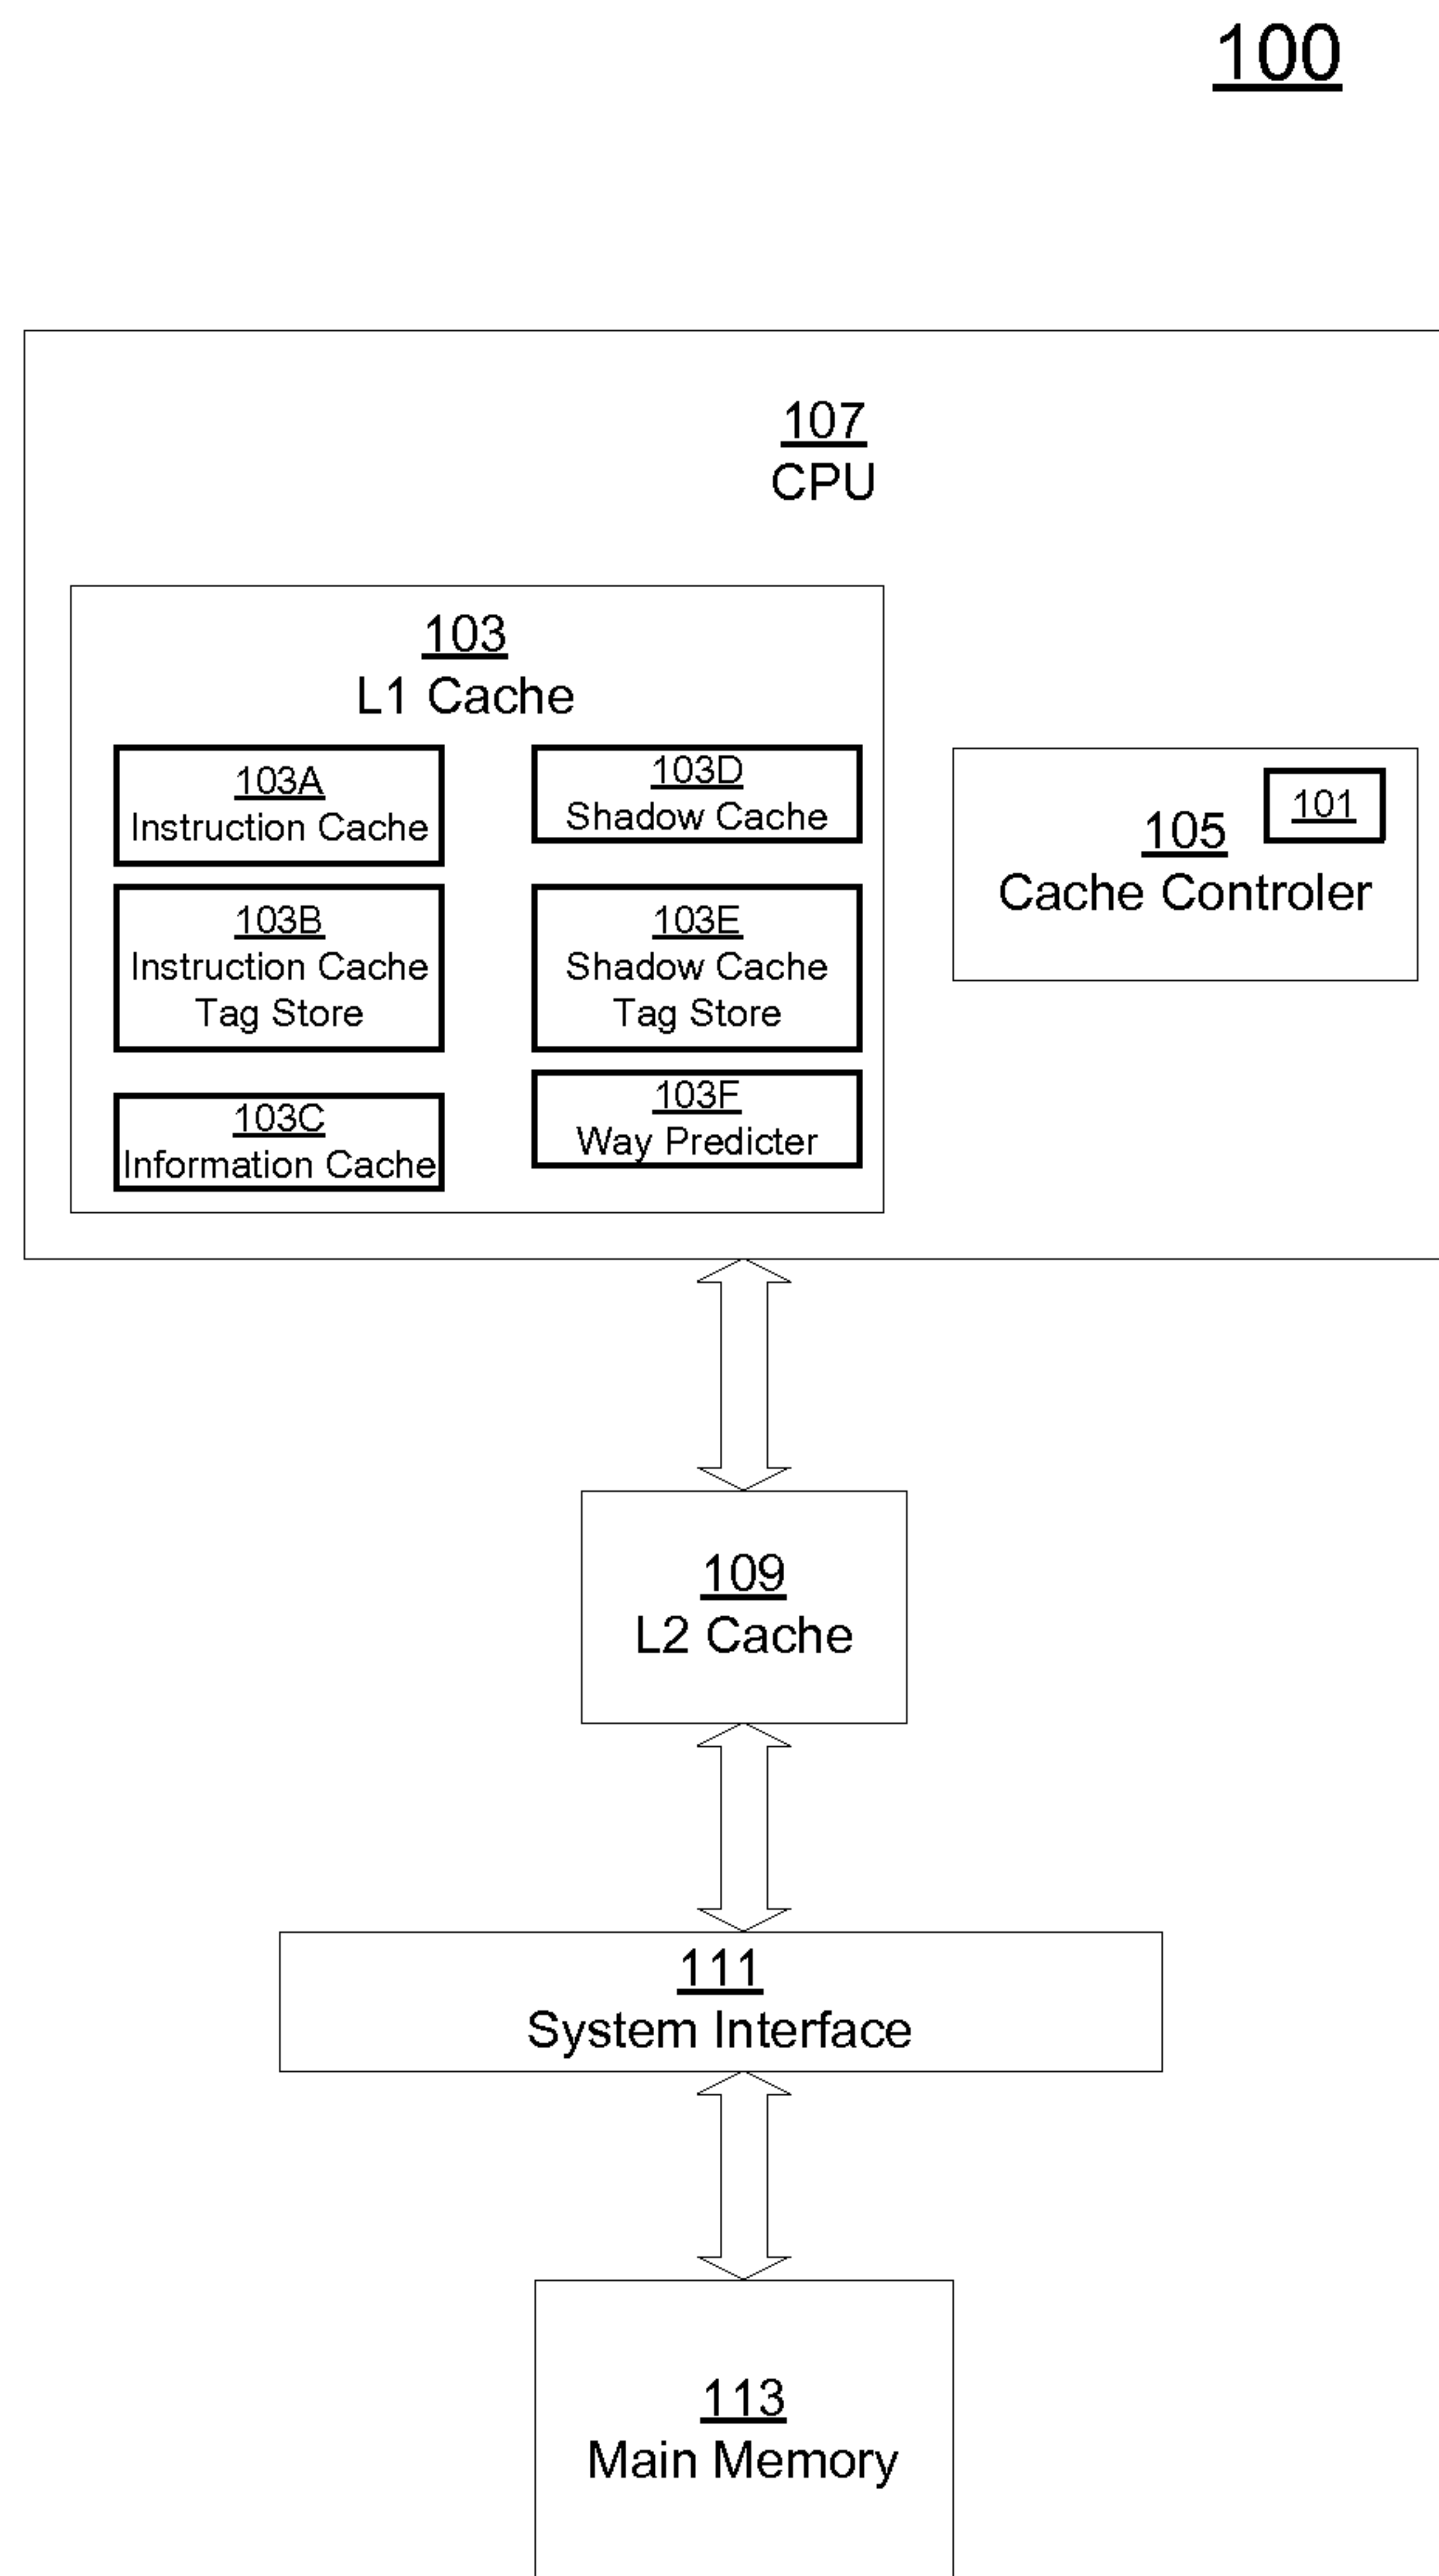 100
107
CPU
103
L1 Cache
103A
Instruction Cache
103B
Instruction Cache
Tag Store
103C
Information Cache
103D
Shadow Cache
103E
Shadow Cache
Tag Store
103F
Way Predicter
101
105
Cache Controler
109
L2 Cache
111
System Interface
113
Main Memory